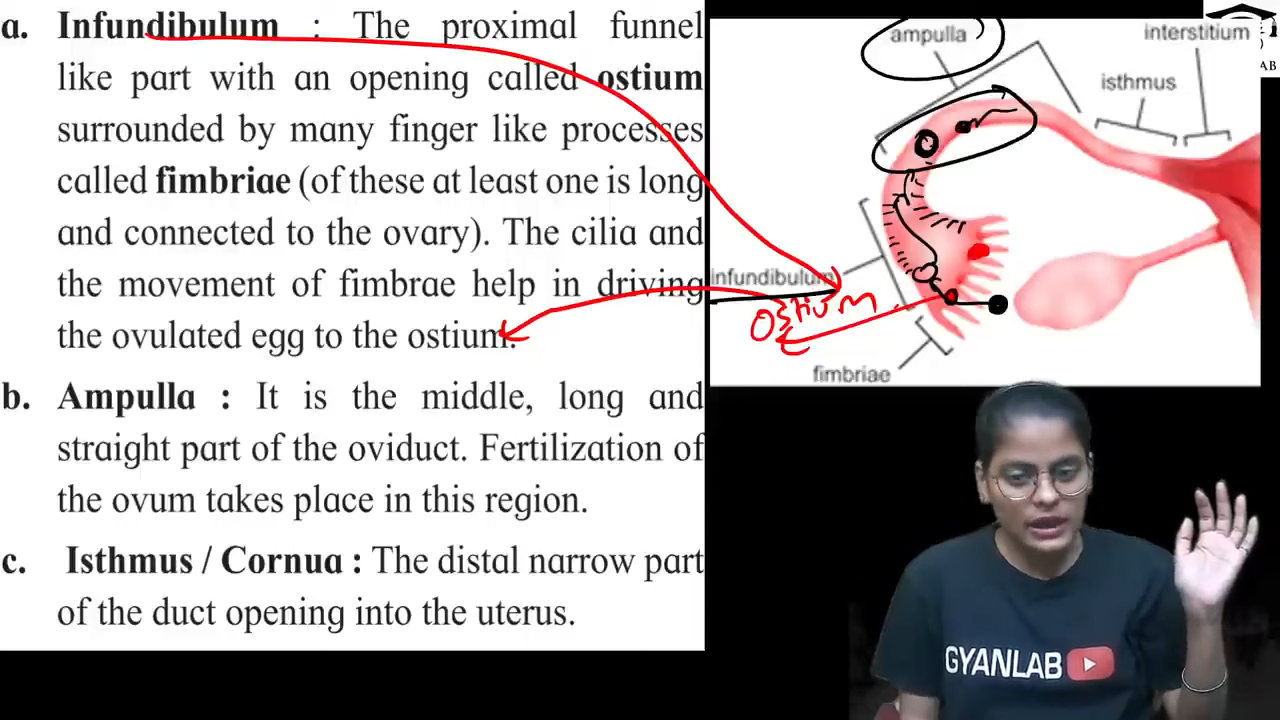 a. Infundibulum : The proximal funnel
like part with an opening called ostium
surrounded by many finger like processes
called fimbriae (of these at least one is long
and connected to the ovary). The cilia and
the movement of fimbrae help in driving
the ovulated egg to the ostium.
b. Ampulla : It is the middle, long and
straight part of the oviduct. Fertilization of
the ovum takes place in this region.
c. Isthmus / Cornua : The distal narrow part
of the duct opening into the uterus.
ampulla
interstitium
isthmus
infundibulum
Ostium
fimbriae
AB
GYANLAB